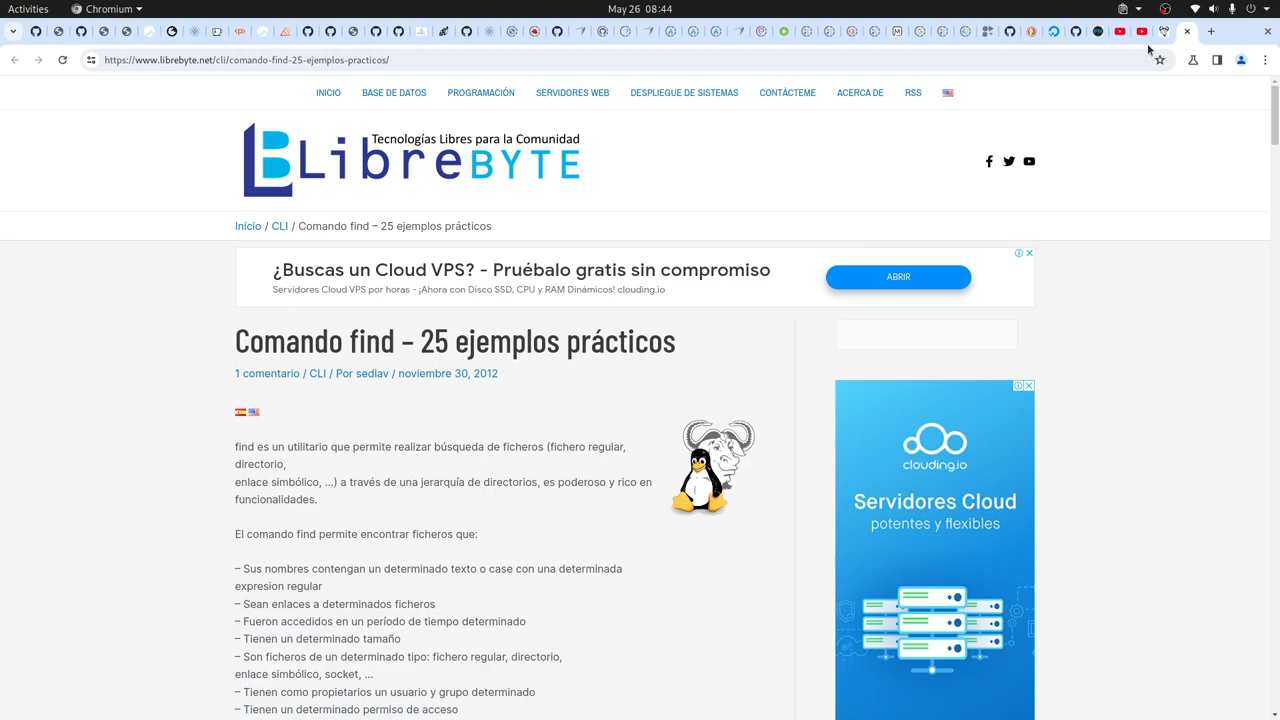 Activities
Chromium
May 26 08:44
https://www.librebyte.net/cli/comando-find-25-ejemplos-practicos/
INICIO
BASE DE DATOS
PROGRAMACIÓN
SERVIDORES WEB
DESPLIEGUE DE SISTEMAS
CONTÁCTEME
ACERCA DE
RSS
Tecnologías Libres para la Comunidad
LibreBYTE
Inicio / CLI / Comando find – 25 ejemplos prácticos
¿Buscas un Cloud VPS? - Pruébalo gratis sin compromiso
Servidores Cloud VPS por horas - ¡Ahora con Disco SSD, CPU y RAM Dinámicos! clouding.io
ABRIR
Comando find – 25 ejemplos prácticos
1 comentario / CLI / Por sedlav / noviembre 30, 2012
find es un utilitario que permite realizar búsqueda de ficheros (fichero regular,
directorio,
enlace simbólico, …) a través de una jerarquía de directorios, es poderoso y rico en
funcionalidades.
El comando find permite encontrar ficheros que:
– Sus nombres contengan un determinado texto o case con una determinada
expresion regular
– Sean enlaces a determinados ficheros
– Fueron accedidos en un período de tiempo determinado
– Tienen un determinado tamaño
– Son ficheros de un determinado tipo: fichero regular, directorio,
enlace simbólico, socket, …
– Tienen como propietarios un usuario y grupo determinado
– Tienen un determinado permiso de acceso
clouding.io
Servidores Cloud
potentes y flexibles